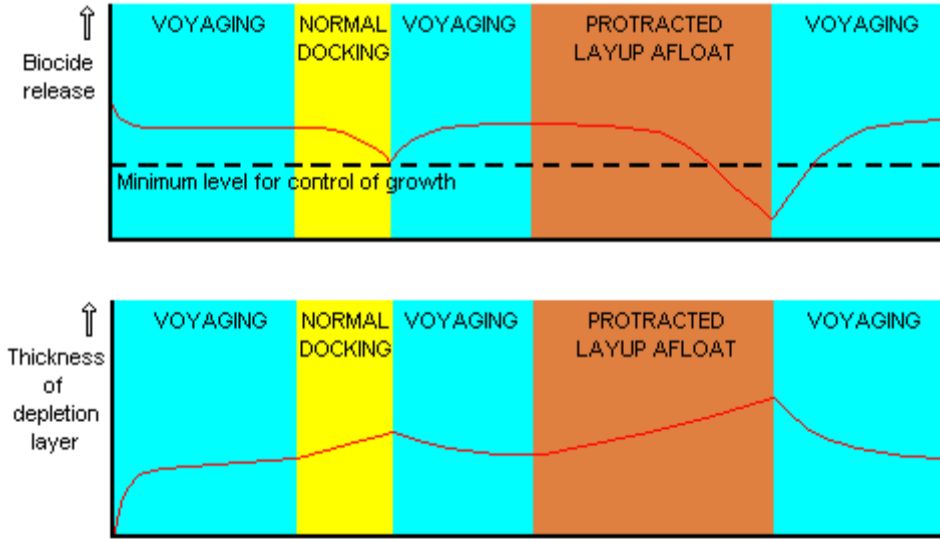 VOYAGING
NORMAL
DOCKING
VOYAGING
PROTRACTED
LAYUP AFLOAT
VOYAGING
Biocide
release
Minimum level for control of growth
VOYAGING
NORMAL
DOCKING
VOYAGING
PROTRACTED
LAYUP AFLOAT
VOYAGING
Thickness
of
depletion
layer